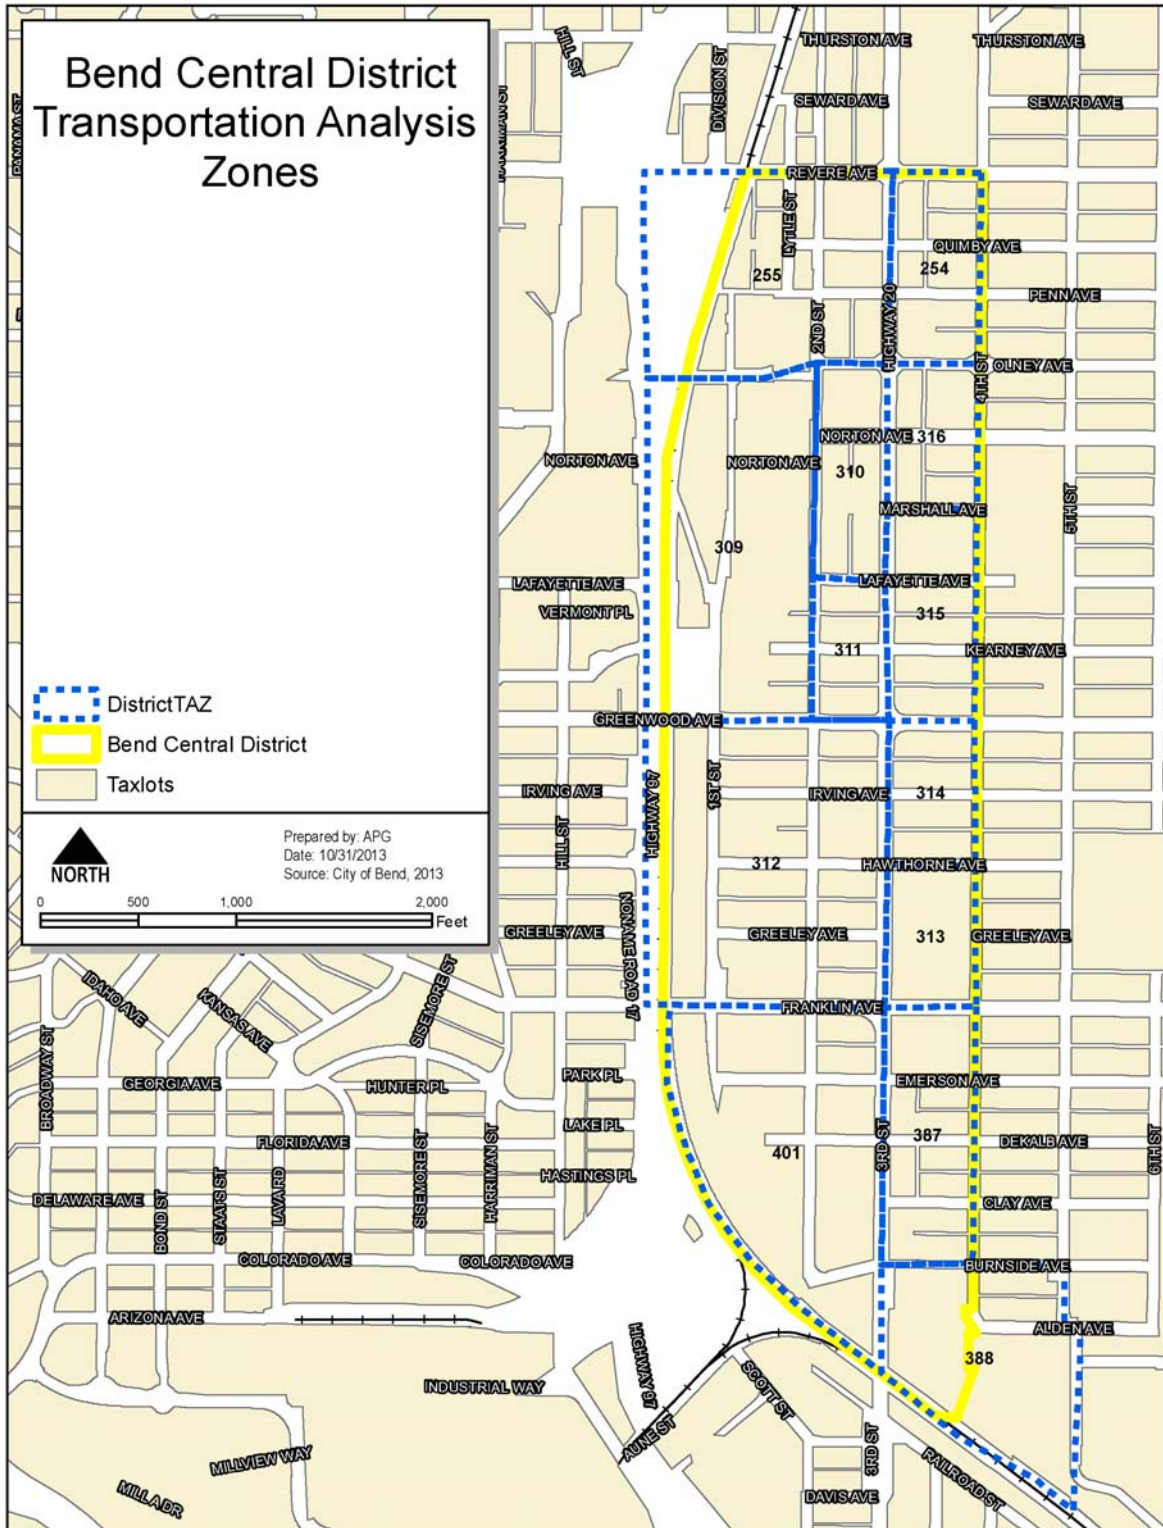 Bend Central District
Transportation Analysis
Zones
DistrictTAZ
Bend Central District
Taxlots
NORTH
Prepared by: APG
Date: 10/31/2013
Source: City of Bend, 2013
0 500 1,000 2,000
Feet
HILL ST
DIVISION ST
THURSTON AVE
THURSTON AVE
SEWARD AVE
SEWARD AVE
PANAMA ST
HARRIMAN ST
REVERE AVE
LYTLE ST
QUIMBY AVE
255
254
PENN AVE
2ND ST
HIGHWAY 20
4TH ST
OLNEY AVE
NORTON AVE
NORTON AVE
NORTON AVE
316
310
MARSHALL AVE
5TH ST
309
LAFAYETTE AVE
LAFAYETTE AVE
VERMONT PL
315
311
KEARNEY AVE
GREENWOOD AVE
HIGHWAY 97
1ST ST
IRVING AVE
IRVING AVE
314
HILL ST
312
HAWTHORNE AVE
NONAME ROAD 17
GREELEY AVE
GREELEY AVE
313
GREELEY AVE
IDAHO AVE
KANSAS AVE
SISEMORE ST
FRANKLIN AVE
BROADWAY ST
GEORGIA AVE
HUNTER PL
PARK PL
EMERSON AVE
LAKE PL
FLORIDA AVE
387
DEKALB AVE
3RD ST
6TH ST
401
HASTINGS PL
DELAWARE AVE
BOND ST
STAATS ST
LAVA RD
SISEMORE ST
HARRIMAN ST
CLAY AVE
COLORADO AVE
COLORADO AVE
BURNSIDE AVE
ARIZONA AVE
ALDEN AVE
388
HIGHWAY 97
INDUSTRIAL WAY
SCOTT ST
AUNE ST
3RD ST
RAILROAD ST
MILLVIEW WAY
MILL A DR
DAVIS AVE